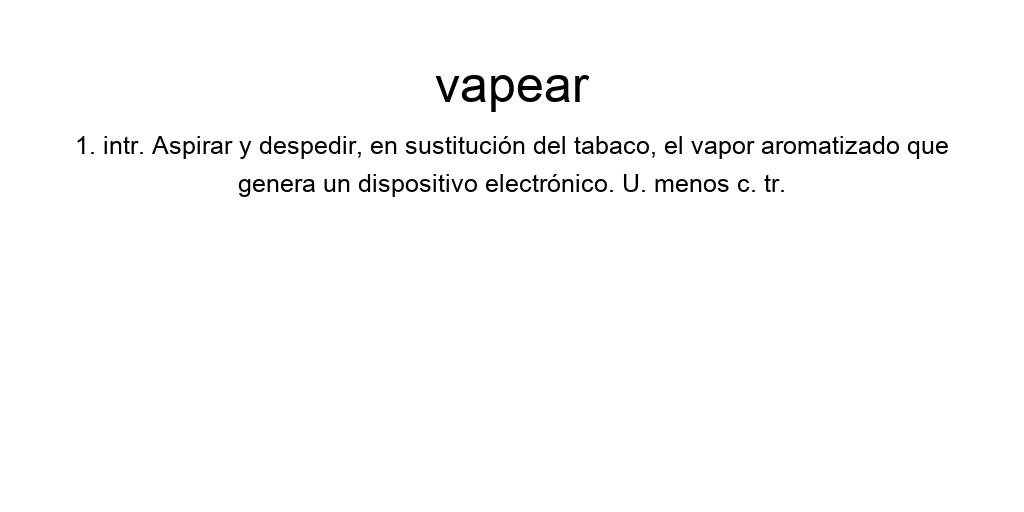 vapear
1. intr. Aspirar y despedir, en sustitución del tabaco, el vapor aromatizado que
genera un dispositivo electrónico. U. menos c. tr.